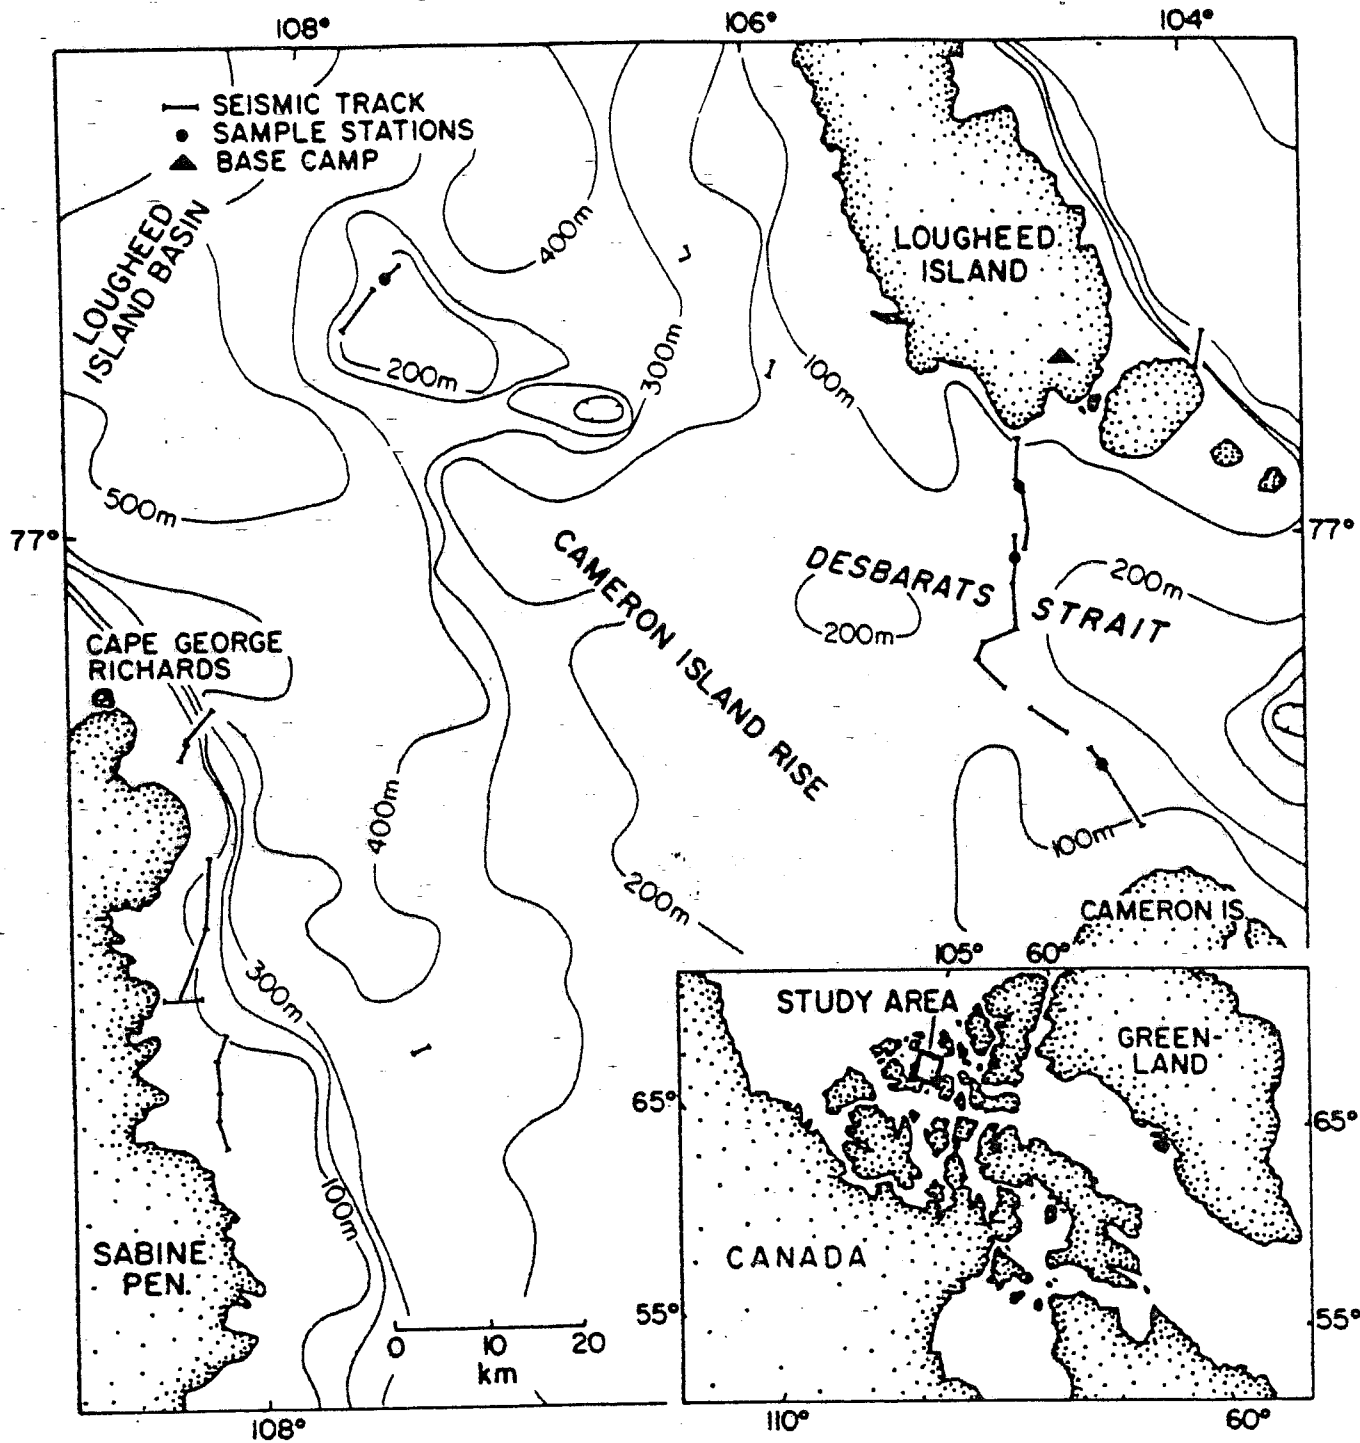 108° 106° 104°
SEISMIC TRACK
SAMPLE STATIONS
BASE CAMP
LOUGHEED
ISLAND BASIN
400m
LOUGHEED
ISLAND
300m
200m
100m
500m
77°
77°
CAMERON ISLAND RISE
DESBARATS STRAIT
200m
200m
CAPE GEORGE
RICHARDS
400m
100m
200m
CAMERON IS.
300m
100m
SABINE
PEN.
0 10 20
km
108°
105° 60°
STUDY AREA
GREEN-
LAND
65°
65°
CANADA
55°
55°
110° 60°